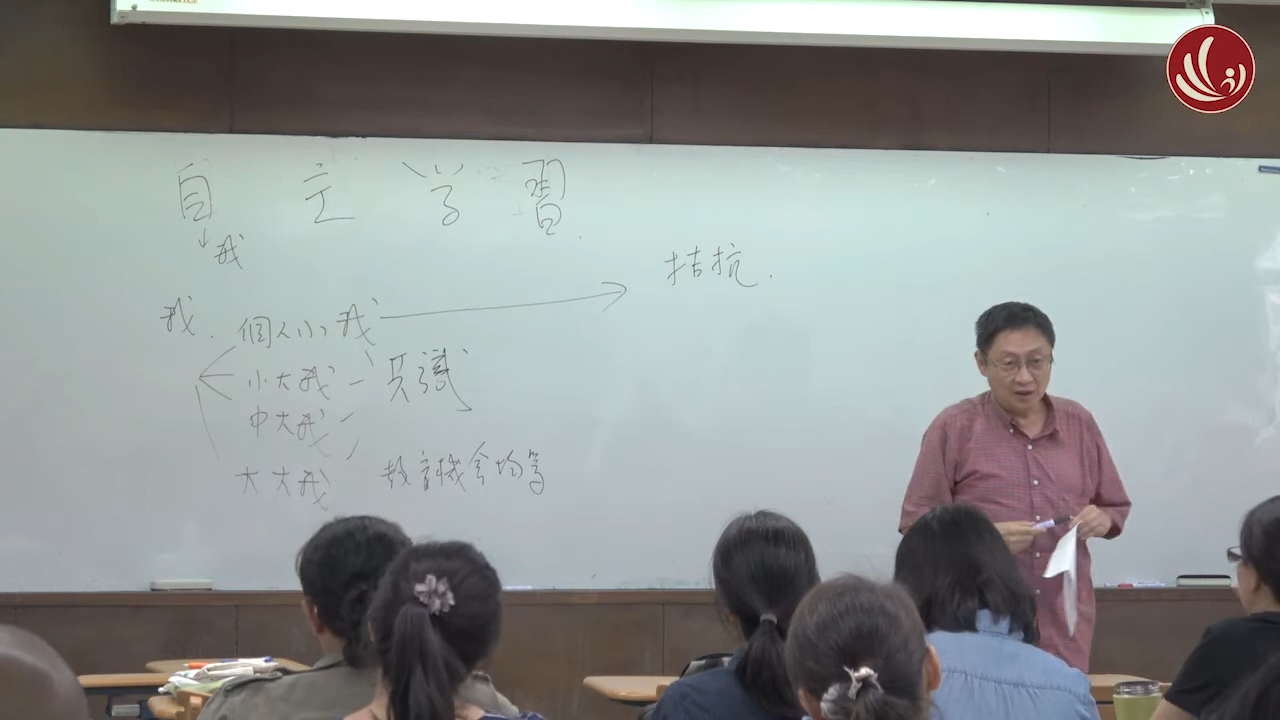 自主学習
我
拮抗.
我. 個人小我
小大我 共識
中大我
大大我 教育機會均等